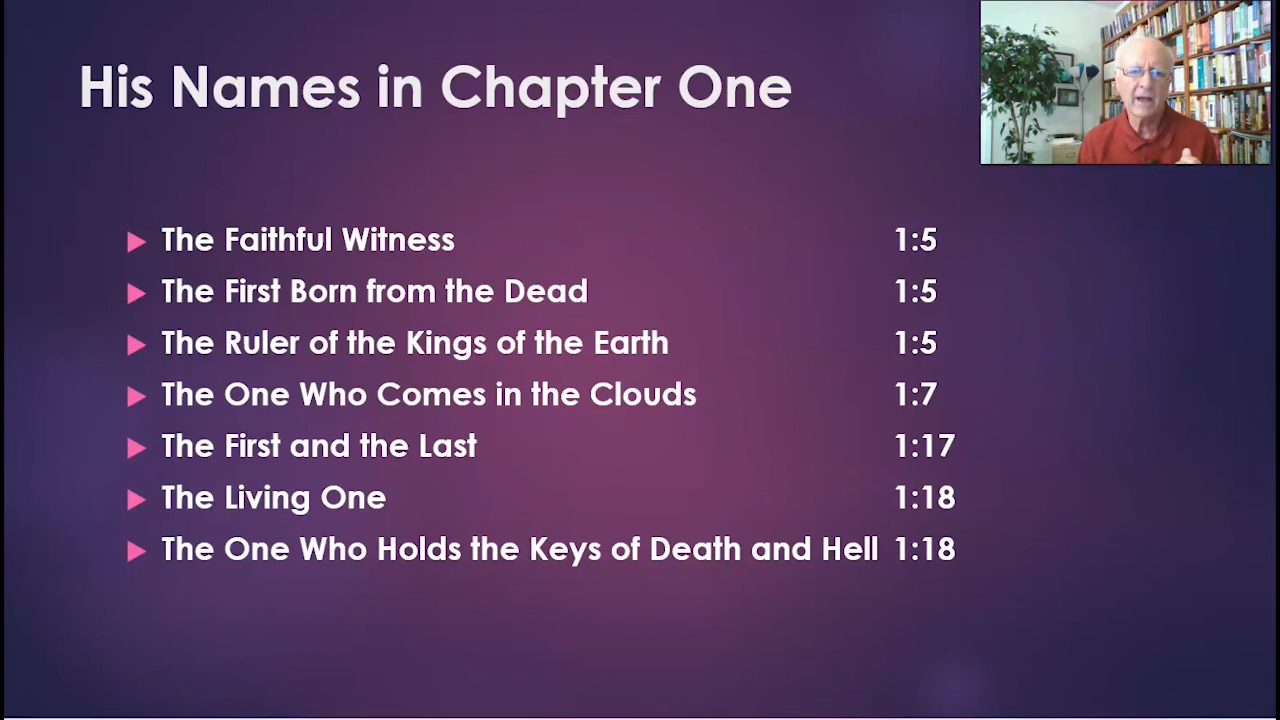 His Names in Chapter One
The Faithful Witness 1:5
The First Born from the Dead 1:5
The Ruler of the Kings of the Earth 1:5
The One Who Comes in the Clouds 1:7
The First and the Last 1:17
The Living One 1:18
The One Who Holds the Keys of Death and Hell 1:18